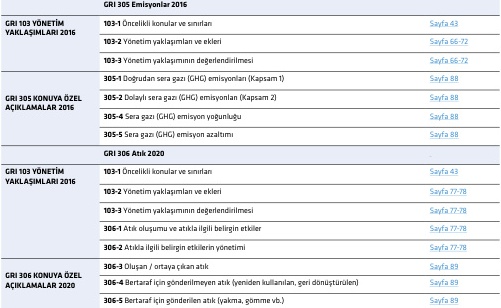 GRI 305 Emisyonlar 2016
GRI 103 YÖNETİM
YAKLAŞIMLARI 2016
103-1 Öncelikli konular ve sınırları Sayfa 43
103-2 Yönetim yaklaşımları ve ekleri Sayfa 66-72
103-3 Yönetim yaklaşımının değerlendirilmesi Sayfa 66-72
GRI 305 KONUYA ÖZEL
AÇIKLAMALAR 2016
305-1 Doğrudan sera gazı (GHG) emisyonları (Kapsam 1) Sayfa 88
305-2 Dolaylı sera gazı (GHG) emisyonları (Kapsam 2) Sayfa 88
305-4 Sera gazı (GHG) emisyon yoğunluğu Sayfa 88
305-5 Sera gazı (GHG) emisyon azaltımı Sayfa 88
GRI 306 Atık 2020
GRI 103 YÖNETİM
YAKLAŞIMLARI 2016
103-1 Öncelikli konular ve sınırları Sayfa 43
103-2 Yönetim yaklaşımları ve ekleri Sayfa 77-78
103-3 Yönetim yaklaşımının değerlendirilmesi Sayfa 77-78
306-1 Atık oluşumu ve atıkla ilgili belirgin etkiler Sayfa 77-78
306-2 Atıkla ilgili belirgin etkilerin yönetimi Sayfa 77-78
GRI 306 KONUYA ÖZEL
AÇIKLAMALAR 2020
306-3 Oluşan / ortaya çıkan atık Sayfa 89
306-4 Bertaraf için gönderilmeyen atık (yeniden kullanılan, geri dönüştürülen) Sayfa 89
306-5 Bertaraf için gönderilen atık (yakma, gömme vb.) Sayfa 89